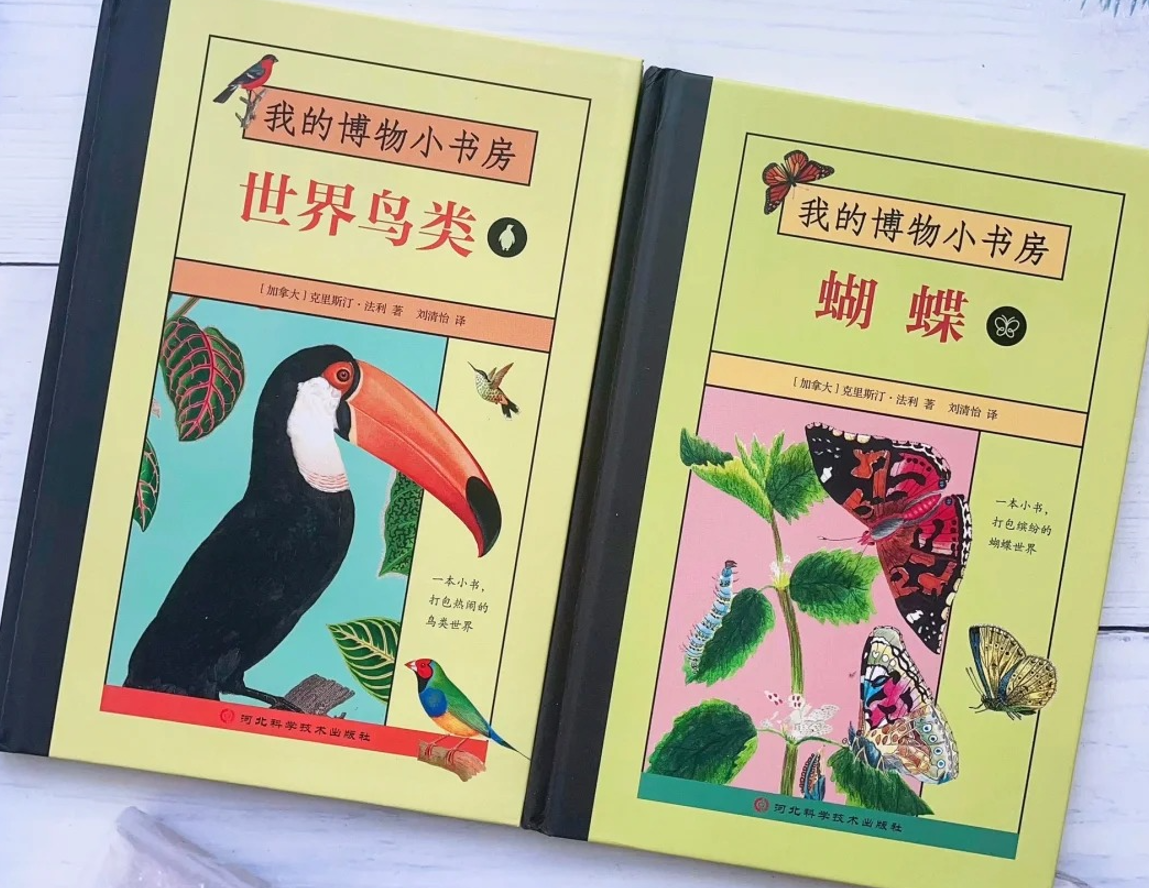 我的博物小书房
世界鸟类
[加拿大]克里斯汀·法利 著 刘清怡 译
一本小书，
打包热闹的
鸟类世界
河北科学技术出版社
我的博物小书房
蝴蝶
[加拿大]克里斯汀·法利 著 刘清怡 译
一本小书，
打包缤纷的
蝴蝶世界
河北科学技术出版社